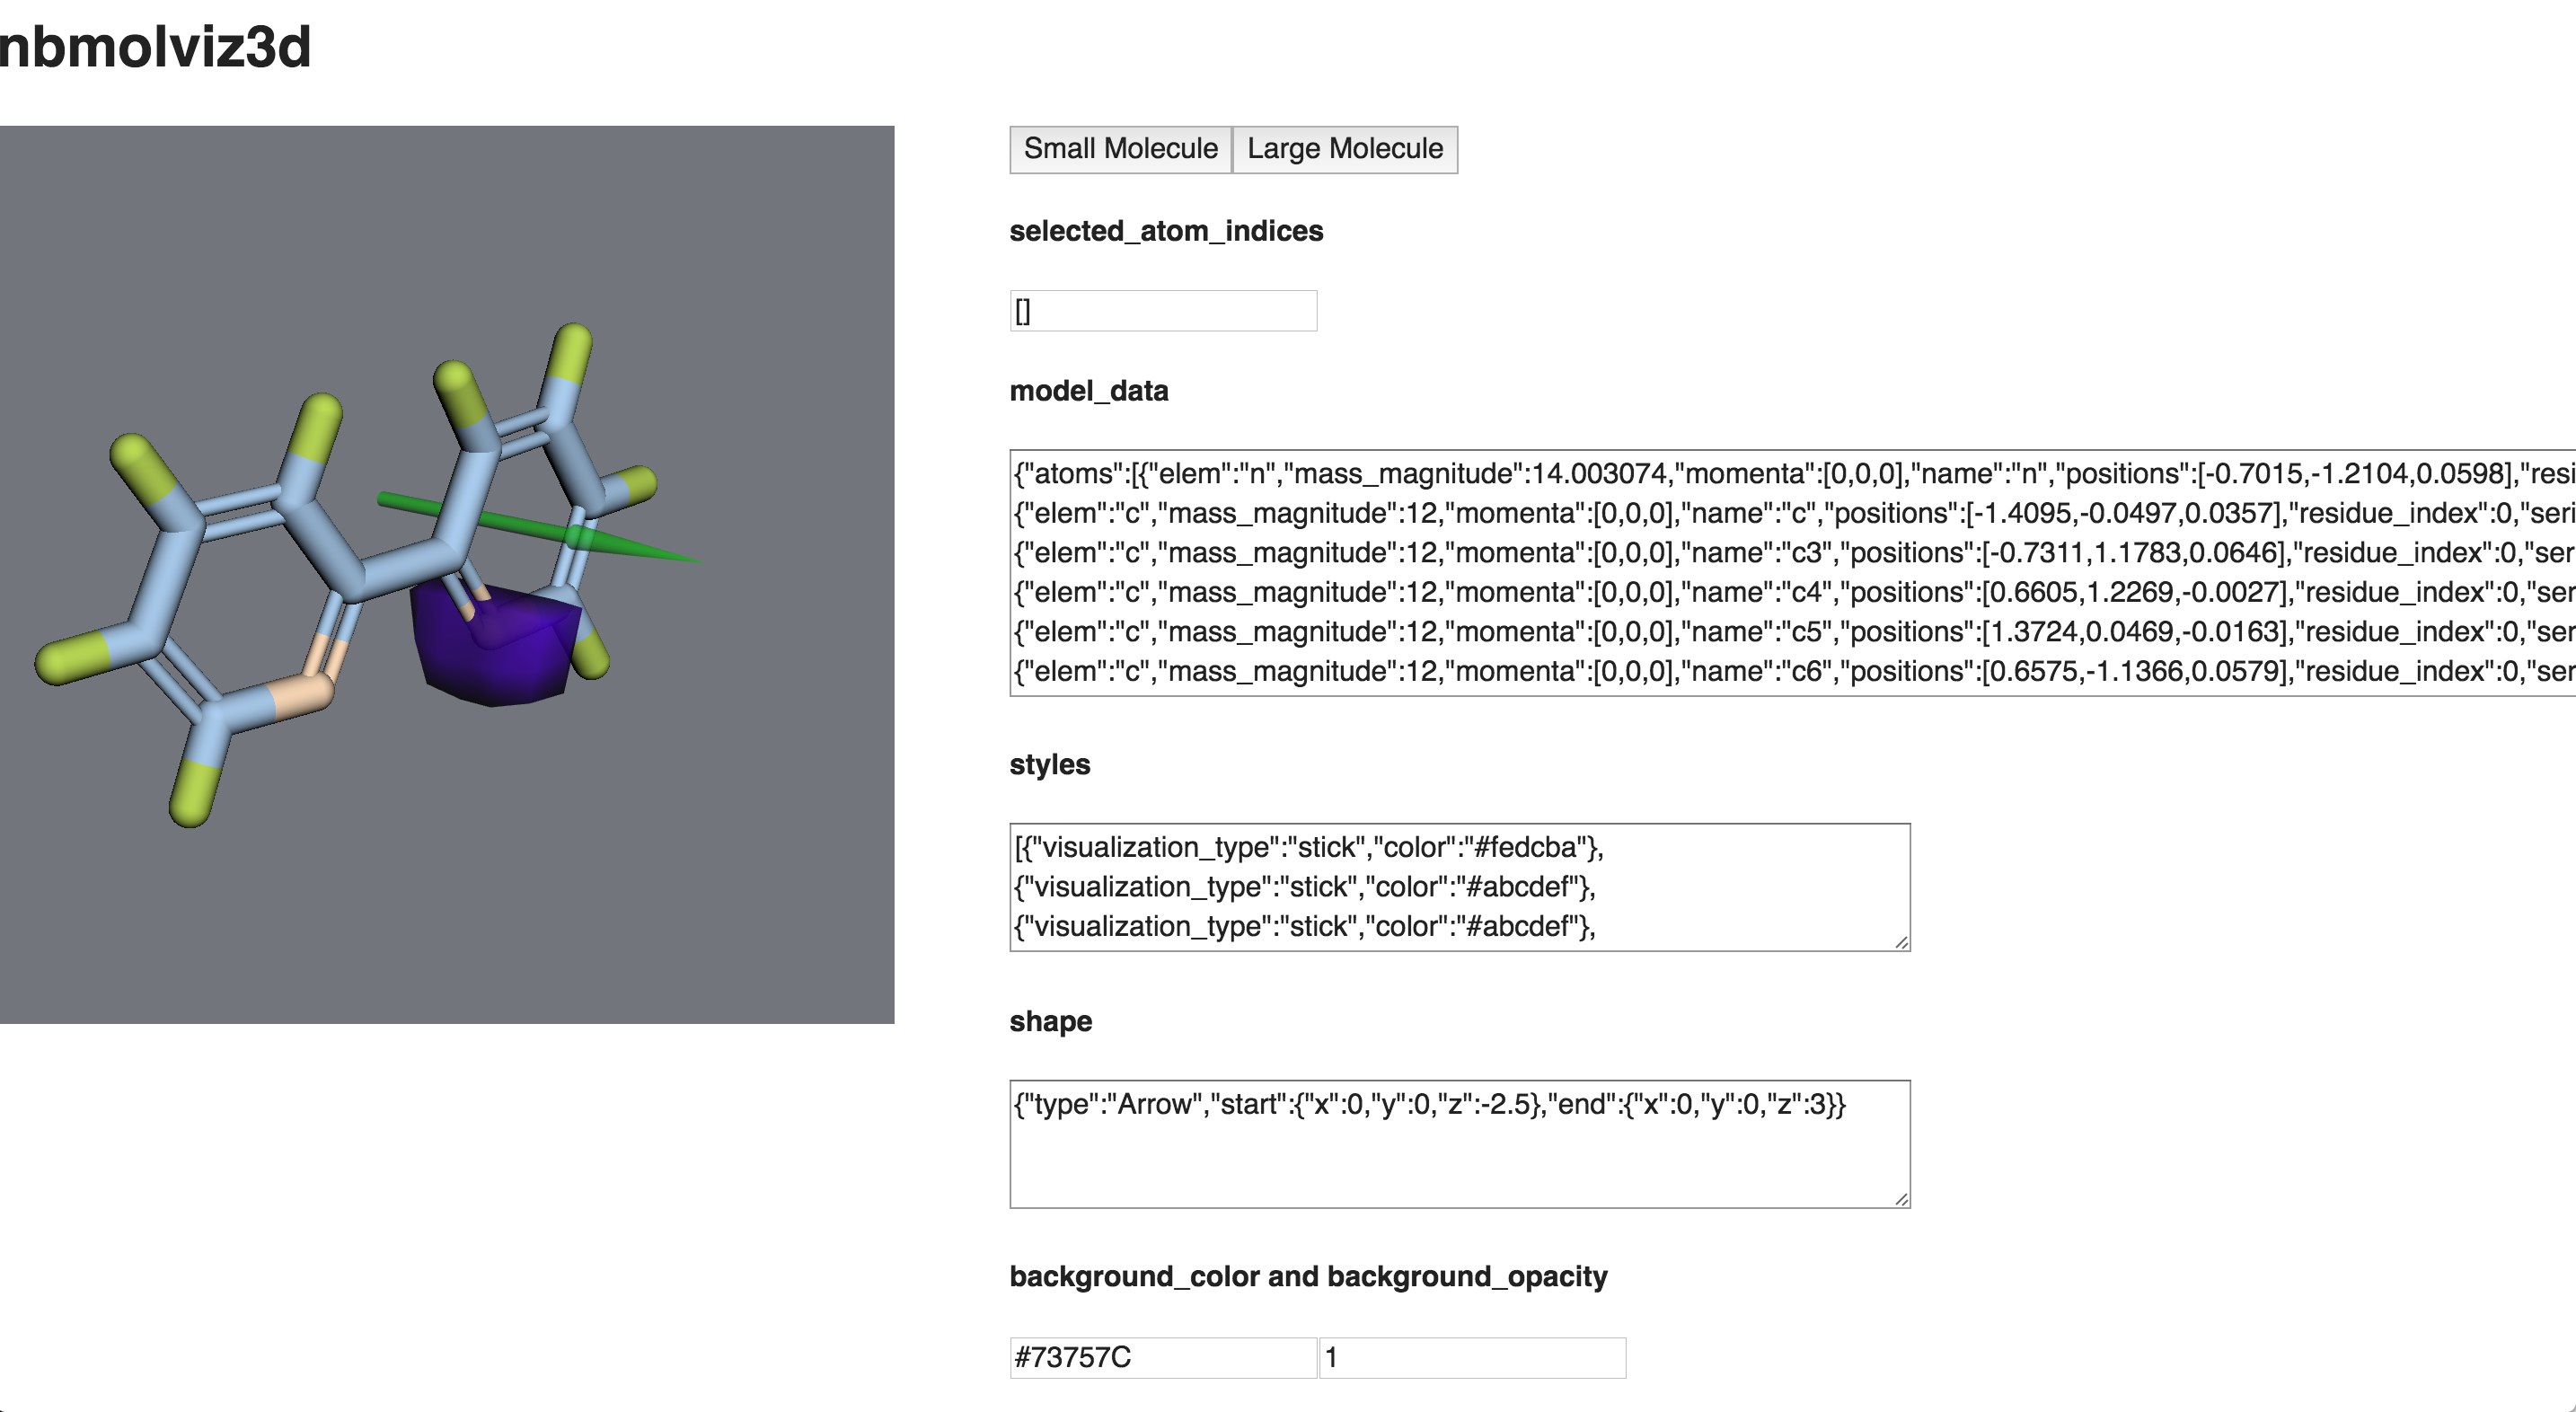 nbmolviz3d
Small Molecule Large Molecule
selected_atom_indices
[]
model_data
{"atoms":[{"elem":"n","mass_magnitude":14.003074,"momenta":[0,0,0],"name":"n","positions":[-0.7015,-1.2104,0.0598],"resi
{"elem":"c","mass_magnitude":12,"momenta":[0,0,0],"name":"c","positions":[-1.4095,-0.0497,0.0357],"residue_index":0,"seri
{"elem":"c","mass_magnitude":12,"momenta":[0,0,0],"name":"c3","positions":[-0.7311,1.1783,0.0646],"residue_index":0,"ser
{"elem":"c","mass_magnitude":12,"momenta":[0,0,0],"name":"c4","positions":[0.6605,1.2269,-0.0027],"residue_index":0,"ser
{"elem":"c","mass_magnitude":12,"momenta":[0,0,0],"name":"c5","positions":[1.3724,0.0469,-0.0163],"residue_index":0,"ser
{"elem":"c","mass_magnitude":12,"momenta":[0,0,0],"name":"c6","positions":[0.6575,-1.1366,0.0579],"residue_index":0,"ser
styles
[{"visualization_type":"stick","color":"#fedcba"},
{"visualization_type":"stick","color":"#abcdef"},
{"visualization_type":"stick","color":"#abcdef"},
shape
{"type":"Arrow","start":{"x":0,"y":0,"z":-2.5},"end":{"x":0,"y":0,"z":3}}
background_color and background_opacity
#73757C 1